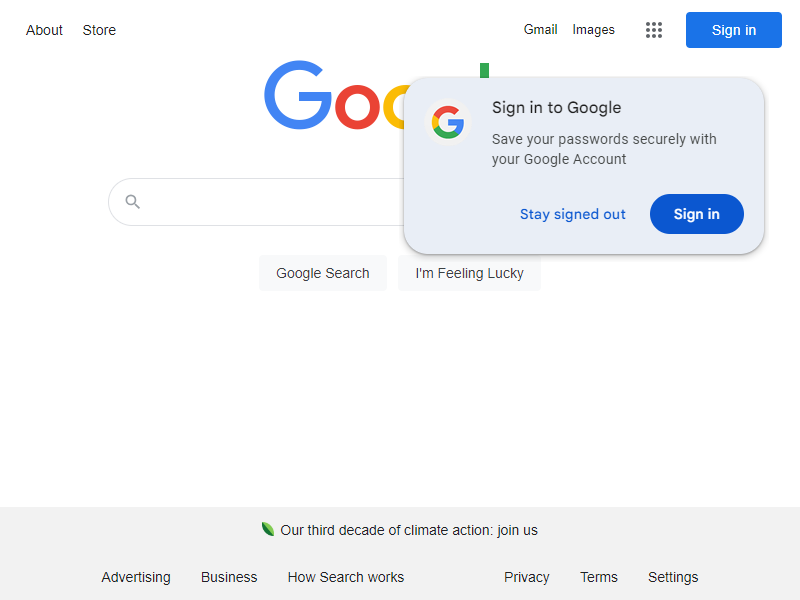 About Store Gmail Images Sign in
Goo
Sign in to Google
Save your passwords securely with
your Google Account
Stay signed out Sign in
Google Search I'm Feeling Lucky
Our third decade of climate action: join us
Advertising Business How Search works Privacy Terms Settings